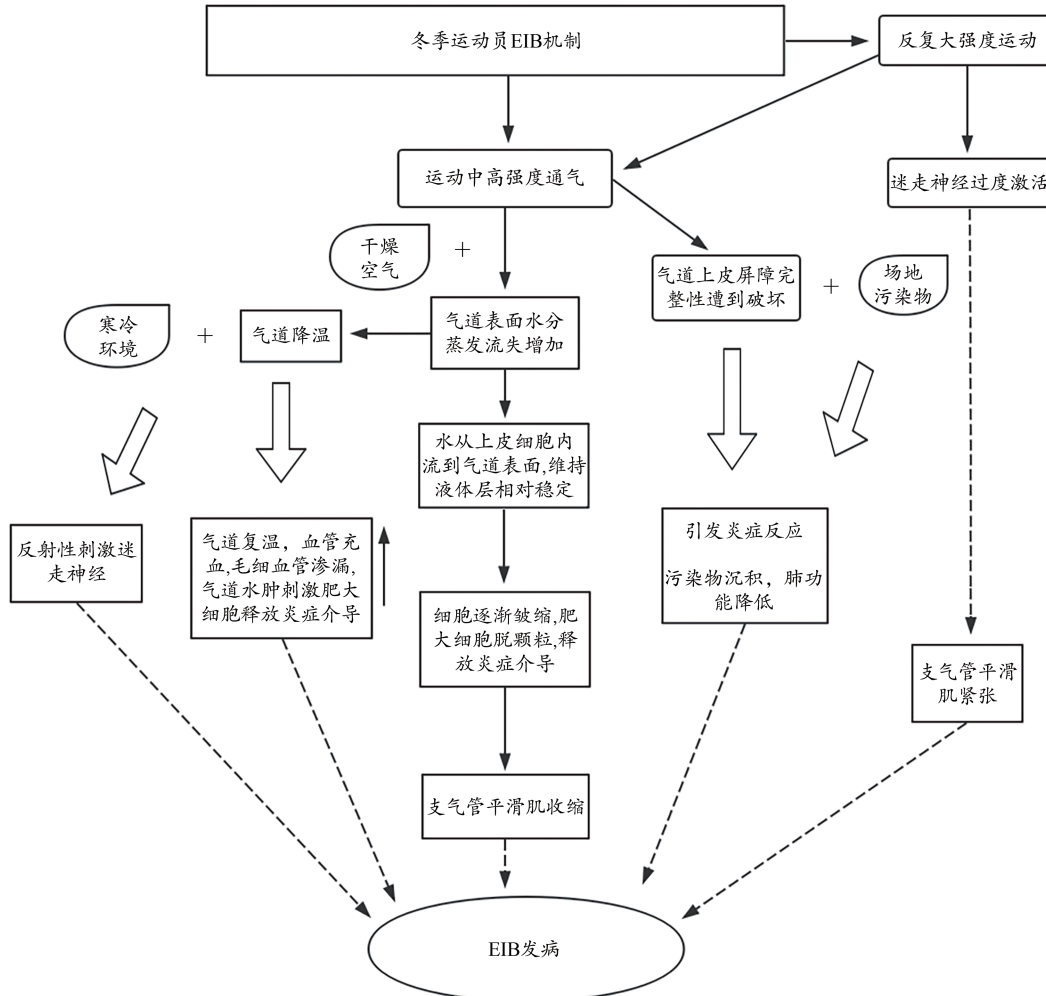 冬季运动员EIB机制
反复大强度运动
运动中高强度通气
迷走神经过度激活
干燥
空气
+
气道上皮屏障完
整性遭到破坏
+
场地
污染物
寒冷
环境
+
气道降温
气道表面水分
蒸发流失增加
水从上皮细胞内
流到气道表面,维持
液体层相对稳定
反射性刺激迷
走神经
气道复温，血管充
血,毛细血管渗漏,
气道水肿刺激肥大
细胞释放炎症介导
引发炎症反应
污染物沉积，肺功
能降低
细胞逐渐皱缩,肥
大细胞脱颗粒,释
放炎症介导
支气管平滑
肌紧张
支气管平滑肌收缩
EIB发病